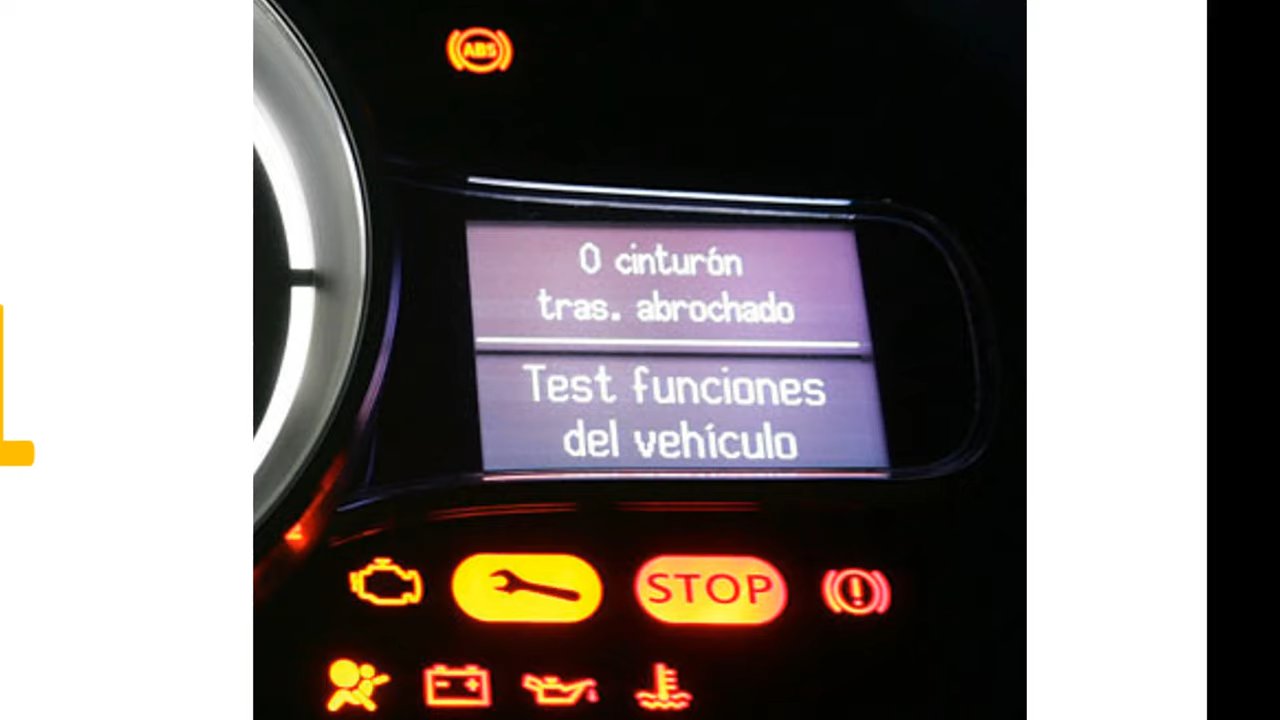 ABS
0 cinturón
tras. abrochado
Test funciones
del vehículo
STOP